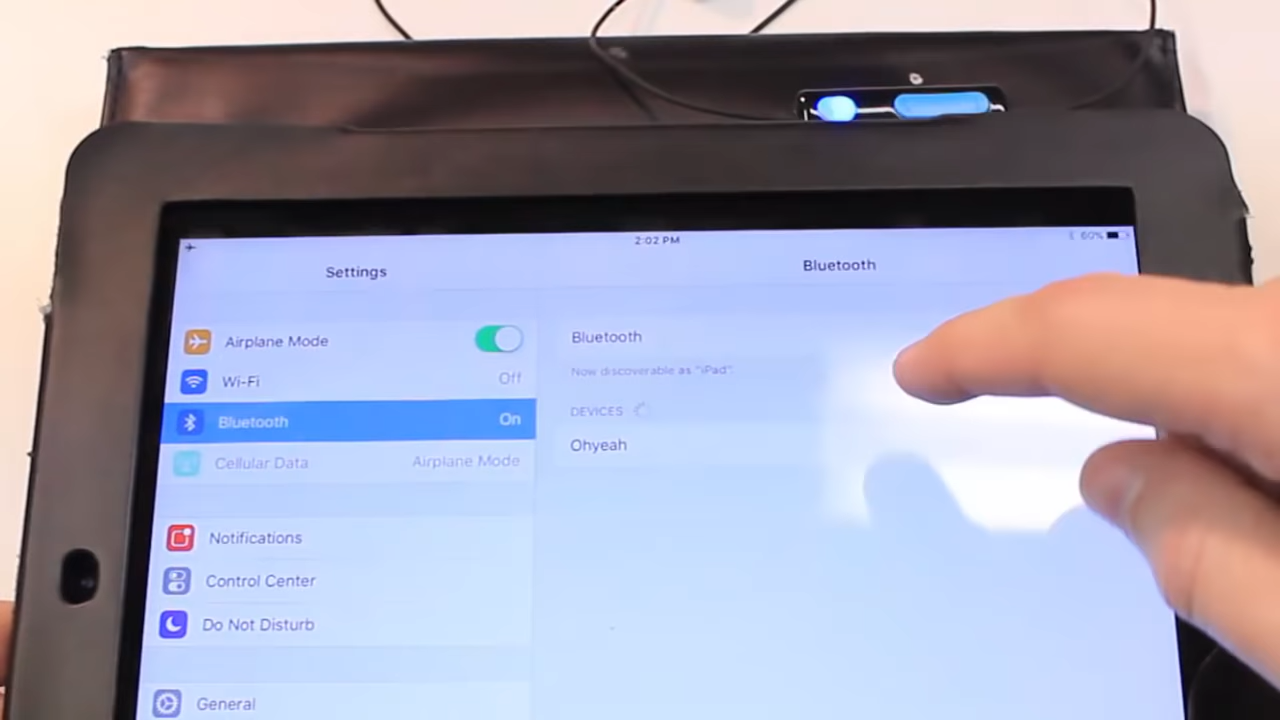 2:02 PM
60%
Settings
Bluetooth
Airplane Mode
Wi-Fi Off
Bluetooth On
Cellular Data Airplane Mode
Notifications
Control Center
Do Not Disturb
General
Bluetooth
Now discoverable as "iPad".
DEVICES
Ohyeah